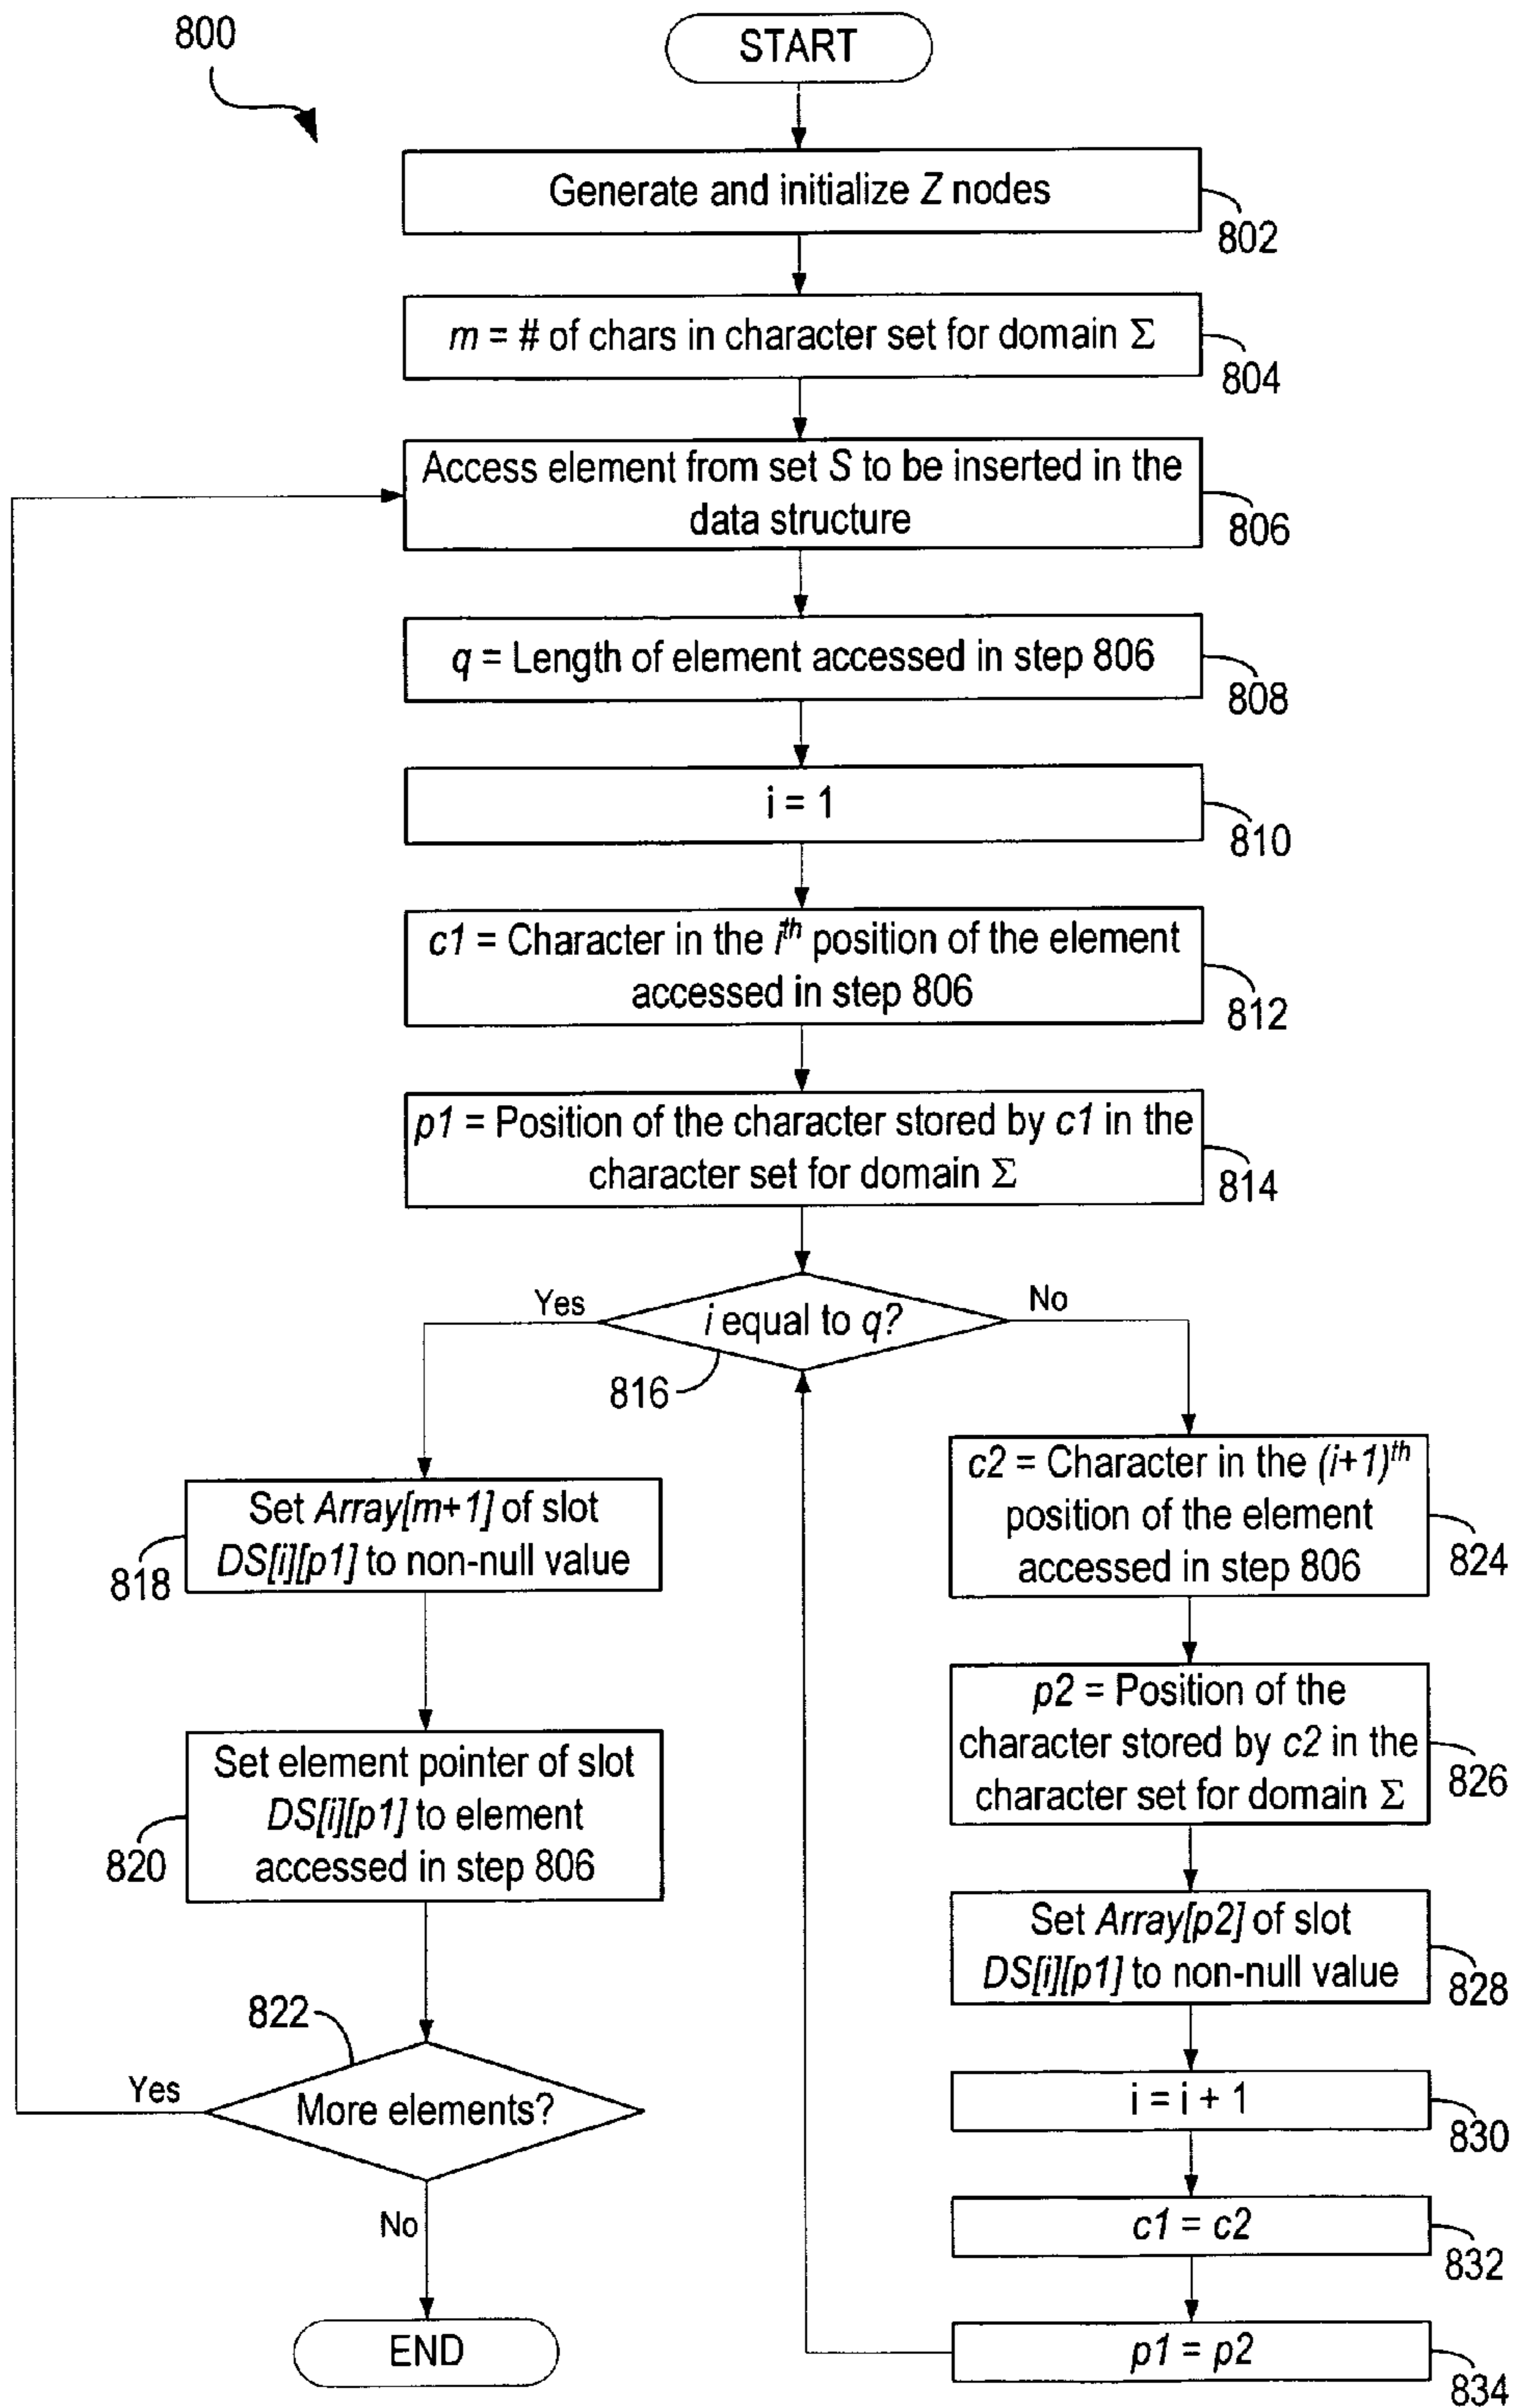 800
START
Generate and initialize Z nodes
802
m = # of chars in character set for domain Σ
804
Access element from set S to be inserted in the
data structure
806
q = Length of element accessed in step 806
808
i = 1
810
c1 = Character in the ith position of the element
accessed in step 806
812
p1 = Position of the character stored by c1 in the
character set for domain Σ
814
Yes
i equal to q?
No
816
Set Array[m+1] of slot
DS[i][p1] to non-null value
818
Set element pointer of slot
DS[i][p1] to element
accessed in step 806
820
822
Yes
More elements?
No
END
c2 = Character in the (i+1)th
position of the element
accessed in step 806
824
p2 = Position of the
character stored by c2 in the
character set for domain Σ
826
Set Array[p2] of slot
DS[i][p1] to non-null value
828
i = i + 1
830
c1 = c2
832
p1 = p2
834